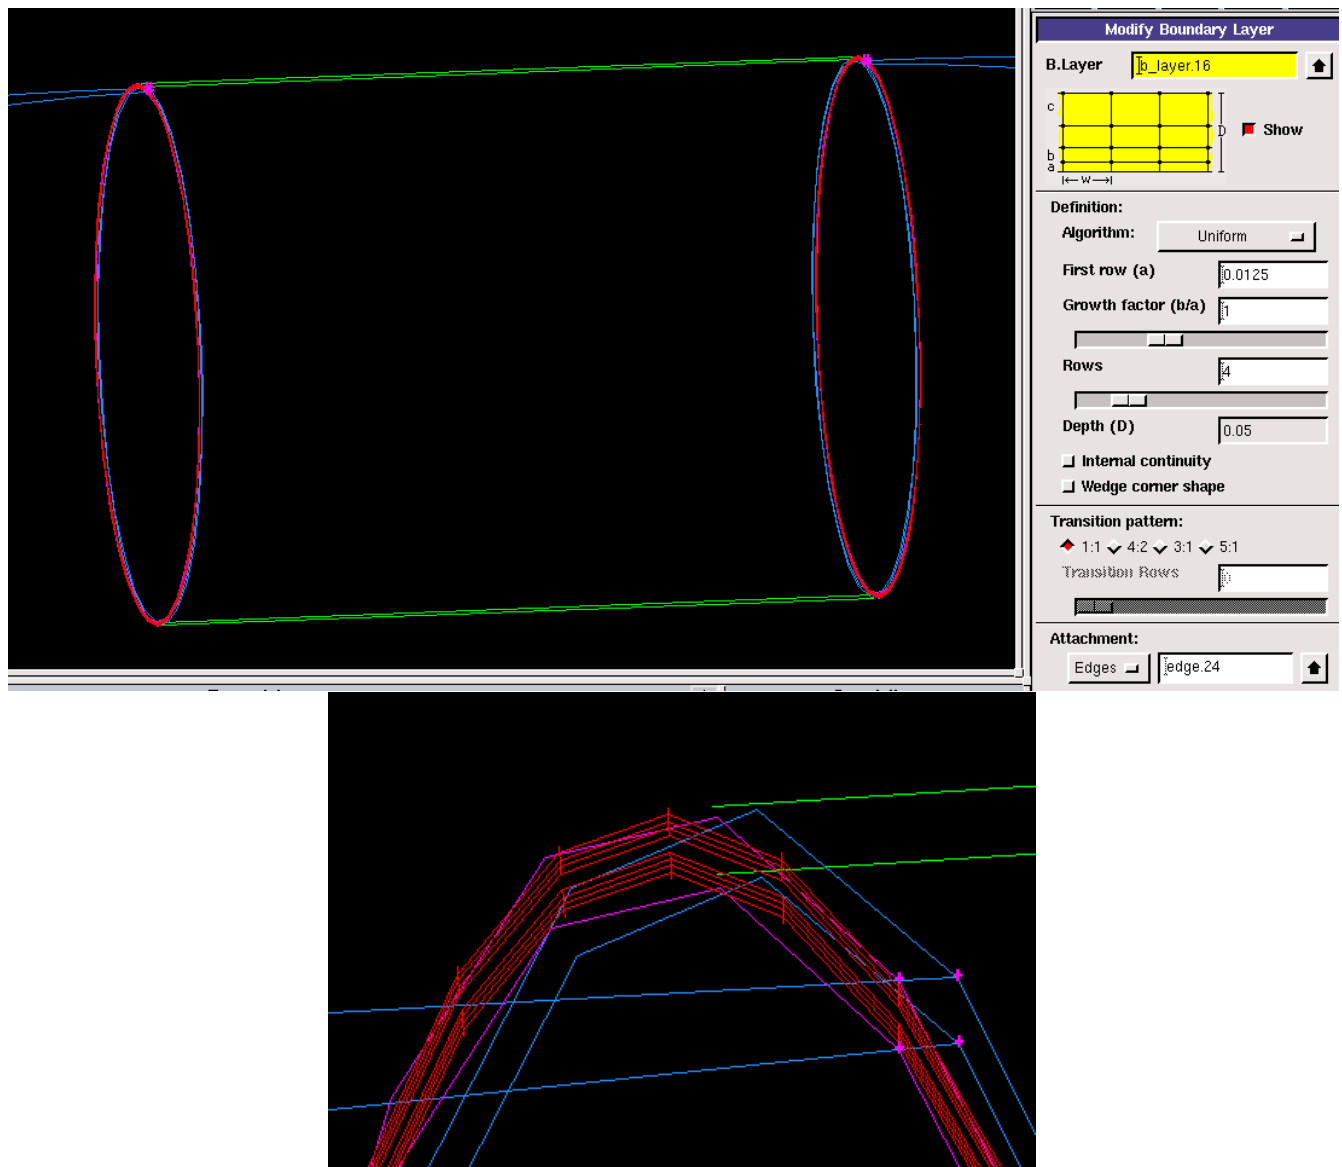 Modify Boundary Layer
B.Layer b_layer.16
c
D
Show
b
a
W
Definition:
Algorithm: Uniform
First row (a) 0.0125
Growth factor (b/a) 1
Rows 4
Depth (D) 0.05
Internal continuity
Wedge corner shape
Transition pattern:
1:1 4:2 3:1 5:1
Transition Rows
Attachment:
Edges edge.24